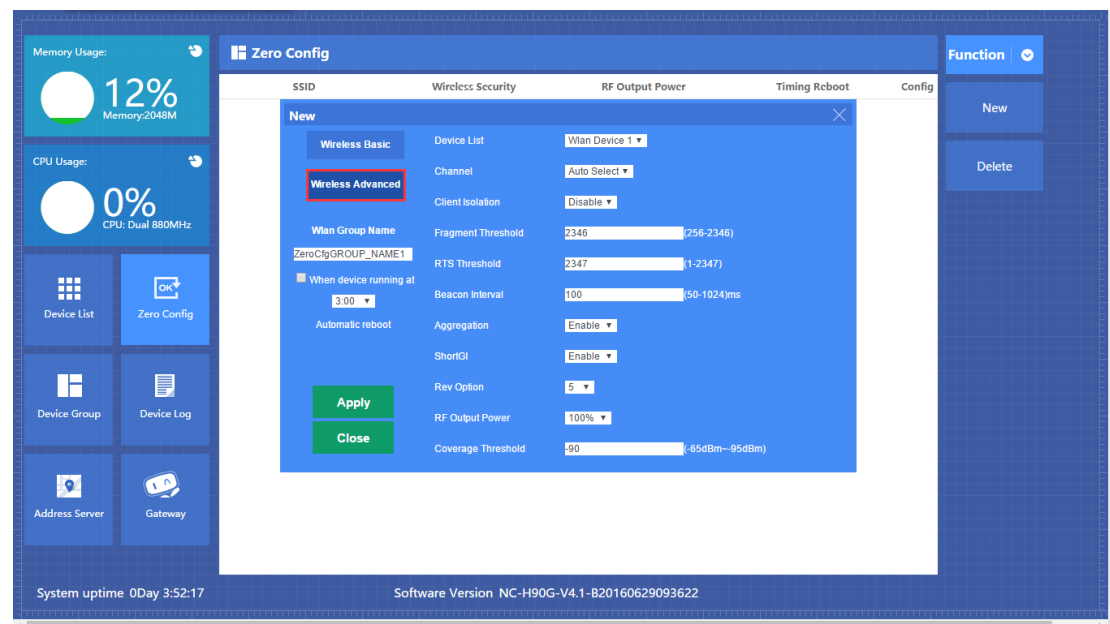 Memory Usage:
12%
Memory:2048M
CPU Usage:
0%
CPU: Dual 880MHz
Device List
Zero Config
OK
Device Group
Device Log
Address Server
Gateway
Zero Config
SSID Wireless Security RF Output Power Timing Reboot Config
New
Wireless Basic
Wireless Advanced
Wlan Group Name
ZeroCfgGROUP_NAME1
When device running at
3:00
Automatic reboot
Apply
Close
Device List Wlan Device 1
Channel Auto Select
Client Isolation Disable
Fragment Threshold 2346 (256-2346)
RTS Threshold 2347 (1-2347)
Beacon Interval 100 (50-1024)ms
Aggregation Enable
ShortGI Enable
Rev Option 5
RF Output Power 100%
Coverage Threshold -90 (-65dBm~-95dBm)
Function
New
Delete
System uptime 0Day 3:52:17
Software Version NC-H90G-V4.1-B20160629093622